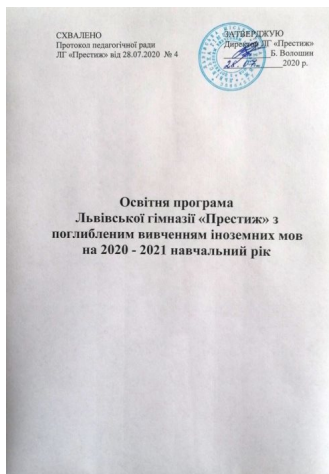 СХВАЛЕНО
Протокол педагогічної ради
ЛГ «Престиж» від 28.07.2020 № 4
ЗАТВЕРДЖУЮ
Директор ЛГ «Престиж»
Б. Волошин
2020 р.
Освітня програма
Львівської гімназії «Престиж» з
поглибленим вивченням іноземних мов
на 2020 - 2021 навчальний рік